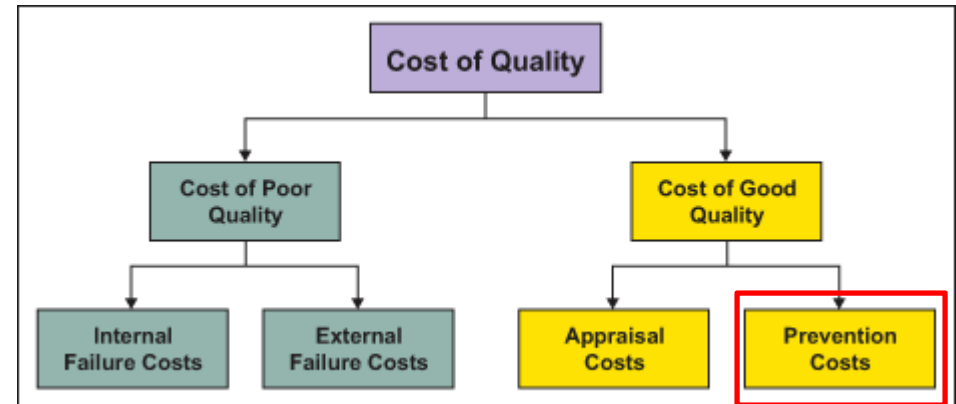 Cost of Quality
Cost of Poor
Quality
Cost of Good
Quality
Internal
Failure Costs
External
Failure Costs
Appraisal
Costs
Prevention
Costs